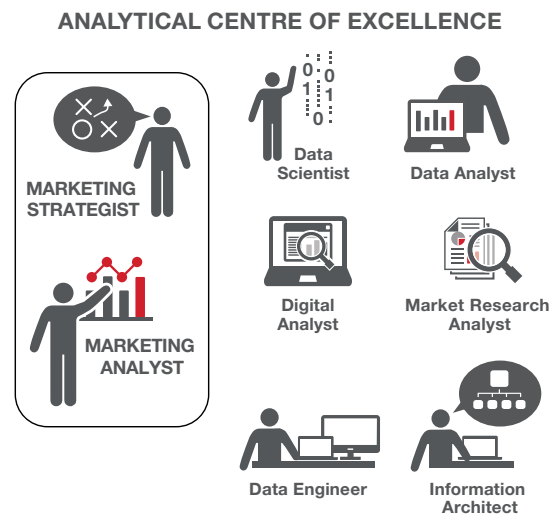 ANALYTICAL CENTRE OF EXCELLENCE
MARKETING
STRATEGIST
MARKETING
ANALYST
0
0
1
1
0
Data
Scientist
Data Analyst
Digital
Analyst
Market Research
Analyst
Data Engineer
Information
Architect